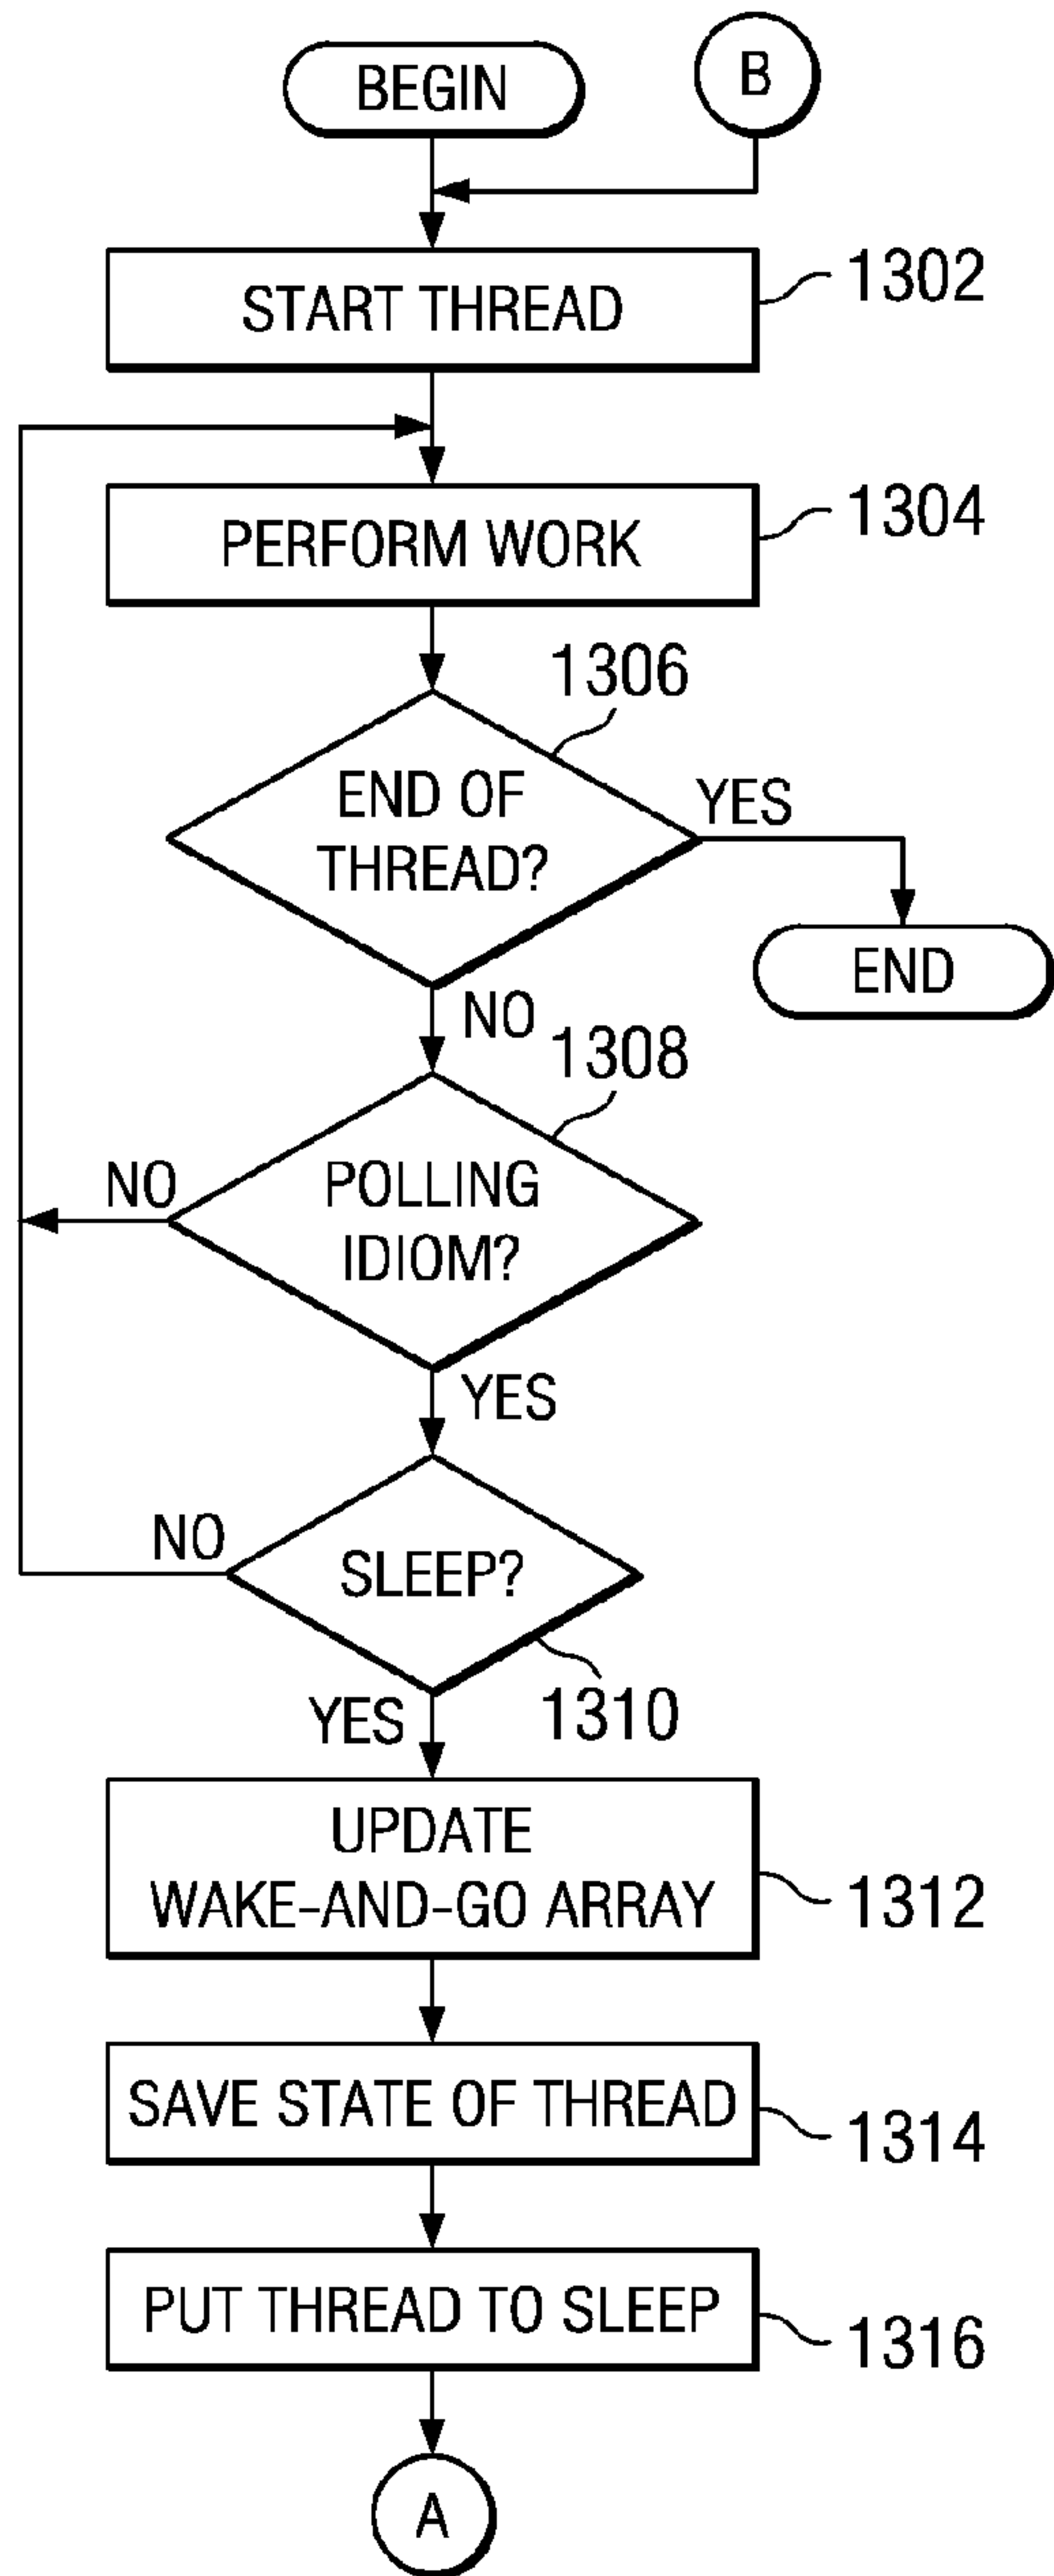 BEGIN
B
START THREAD
1302
PERFORM WORK
1304
1306
END OF
THREAD?
YES
END
NO
1308
POLLING
IDIOM?
NO
YES
SLEEP?
NO
1310
YES
UPDATE
WAKE-AND-GO ARRAY
1312
SAVE STATE OF THREAD
1314
PUT THREAD TO SLEEP
1316
A